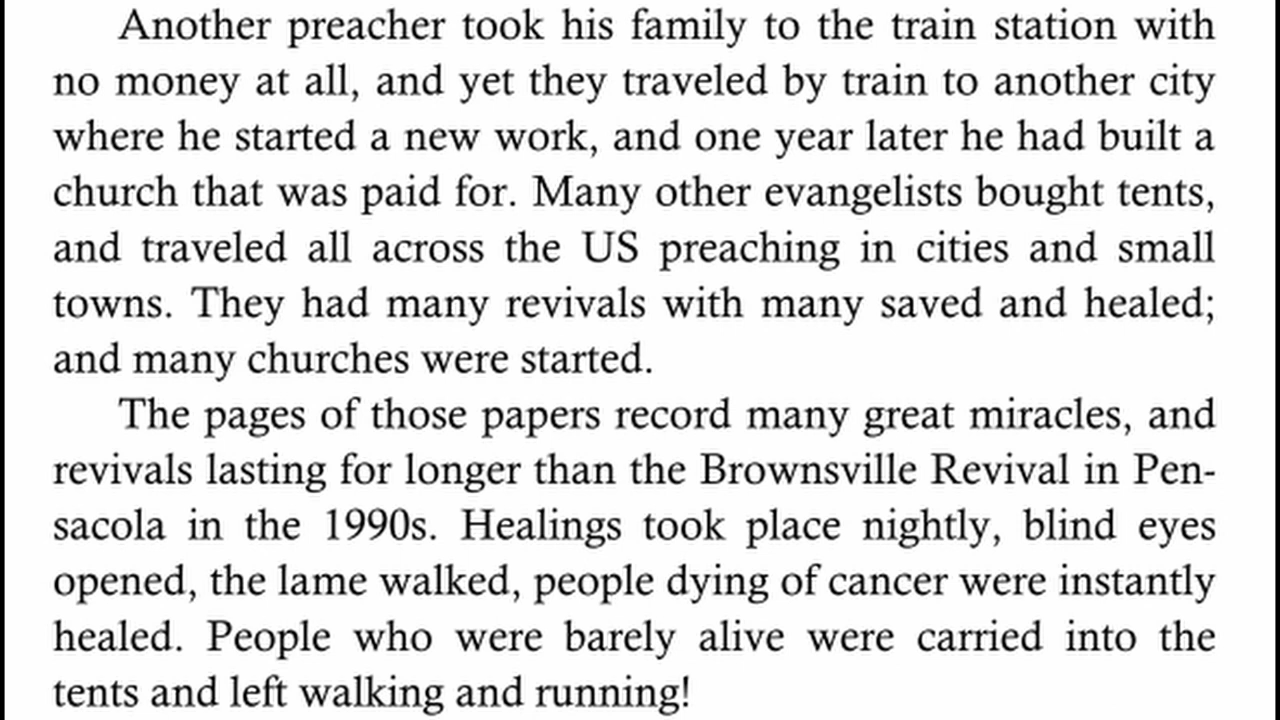 Another preacher took his family to the train station with
no money at all, and yet they traveled by train to another city
where he started a new work, and one year later he had built a
church that was paid for. Many other evangelists bought tents,
and traveled all across the US preaching in cities and small
towns. They had many revivals with many saved and healed;
and many churches were started.
The pages of those papers record many great miracles, and
revivals lasting for longer than the Brownsville Revival in Pen-
sacola in the 1990s. Healings took place nightly, blind eyes
opened, the lame walked, people dying of cancer were instantly
healed. People who were barely alive were carried into the
tents and left walking and running!